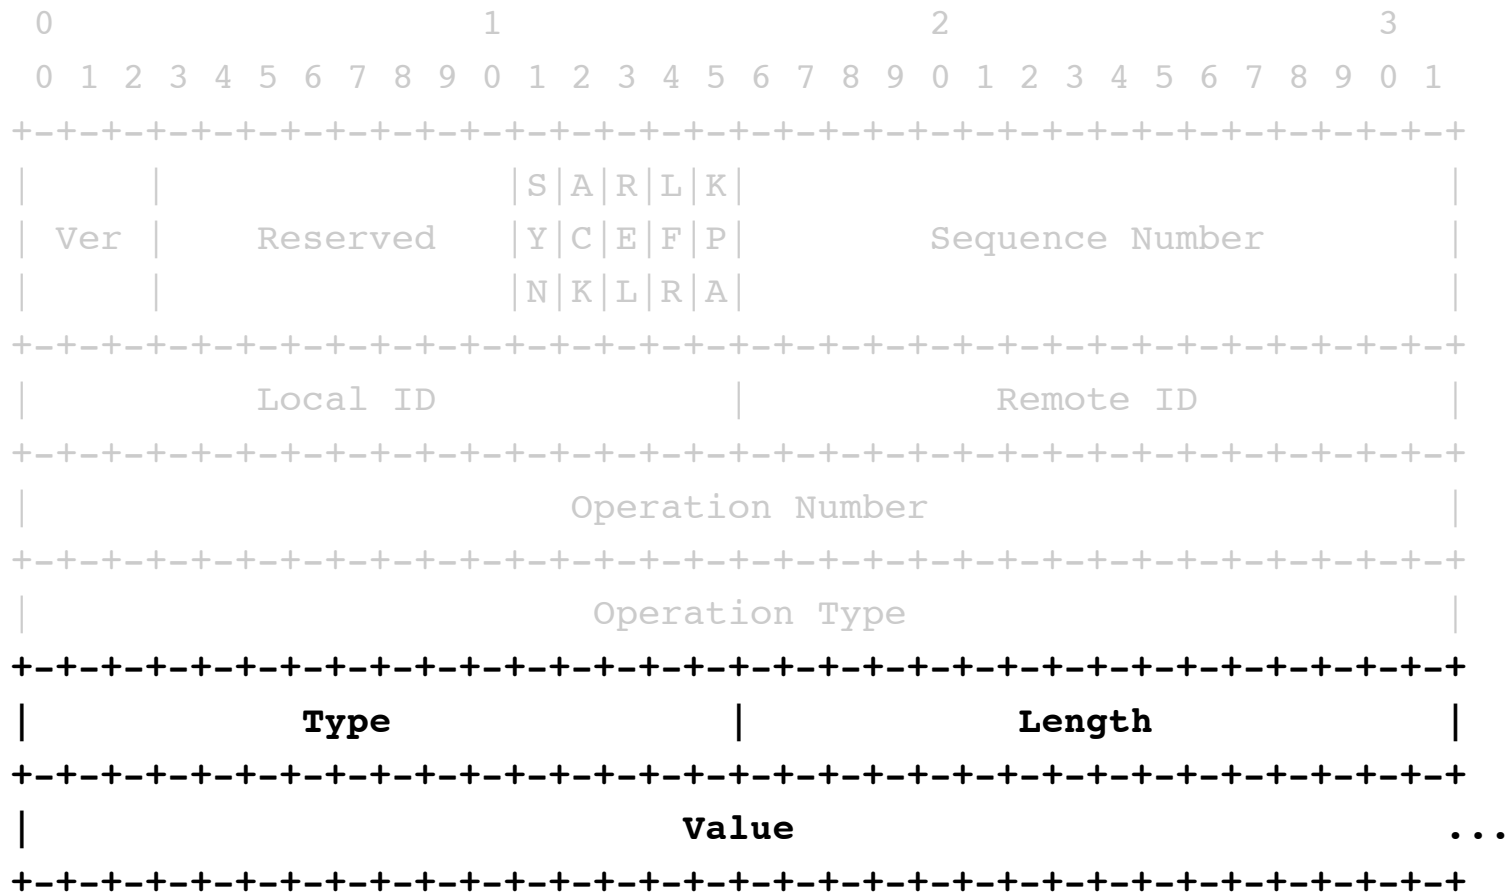 0                   1                   2                   3
 0 1 2 3 4 5 6 7 8 9 0 1 2 3 4 5 6 7 8 9 0 1 2 3 4 5 6 7 8 9 0 1
+-+-+-+-+-+-+-+-+-+-+-+-+-+-+-+-+-+-+-+-+-+-+-+-+-+-+-+-+-+-+-+-+
|     |               |S|A|R|L|K|                               |
| Ver |    Reserved   |Y|C|E|F|P|        Sequence Number        |
|     |               |N|K|L|R|A|                               |
+-+-+-+-+-+-+-+-+-+-+-+-+-+-+-+-+-+-+-+-+-+-+-+-+-+-+-+-+-+-+-+-+
|          Local ID             |           Remote ID           |
+-+-+-+-+-+-+-+-+-+-+-+-+-+-+-+-+-+-+-+-+-+-+-+-+-+-+-+-+-+-+-+-+
|                        Operation Number                       |
+-+-+-+-+-+-+-+-+-+-+-+-+-+-+-+-+-+-+-+-+-+-+-+-+-+-+-+-+-+-+-+-+
|                         Operation Type                        |
+-+-+-+-+-+-+-+-+-+-+-+-+-+-+-+-+-+-+-+-+-+-+-+-+-+-+-+-+-+-+-+-+
|            Type               |            Length             |
+-+-+-+-+-+-+-+-+-+-+-+-+-+-+-+-+-+-+-+-+-+-+-+-+-+-+-+-+-+-+-+-+
|                             Value                             ...
+-+-+-+-+-+-+-+-+-+-+-+-+-+-+-+-+-+-+-+-+-+-+-+-+-+-+-+-+-+-+-+-+